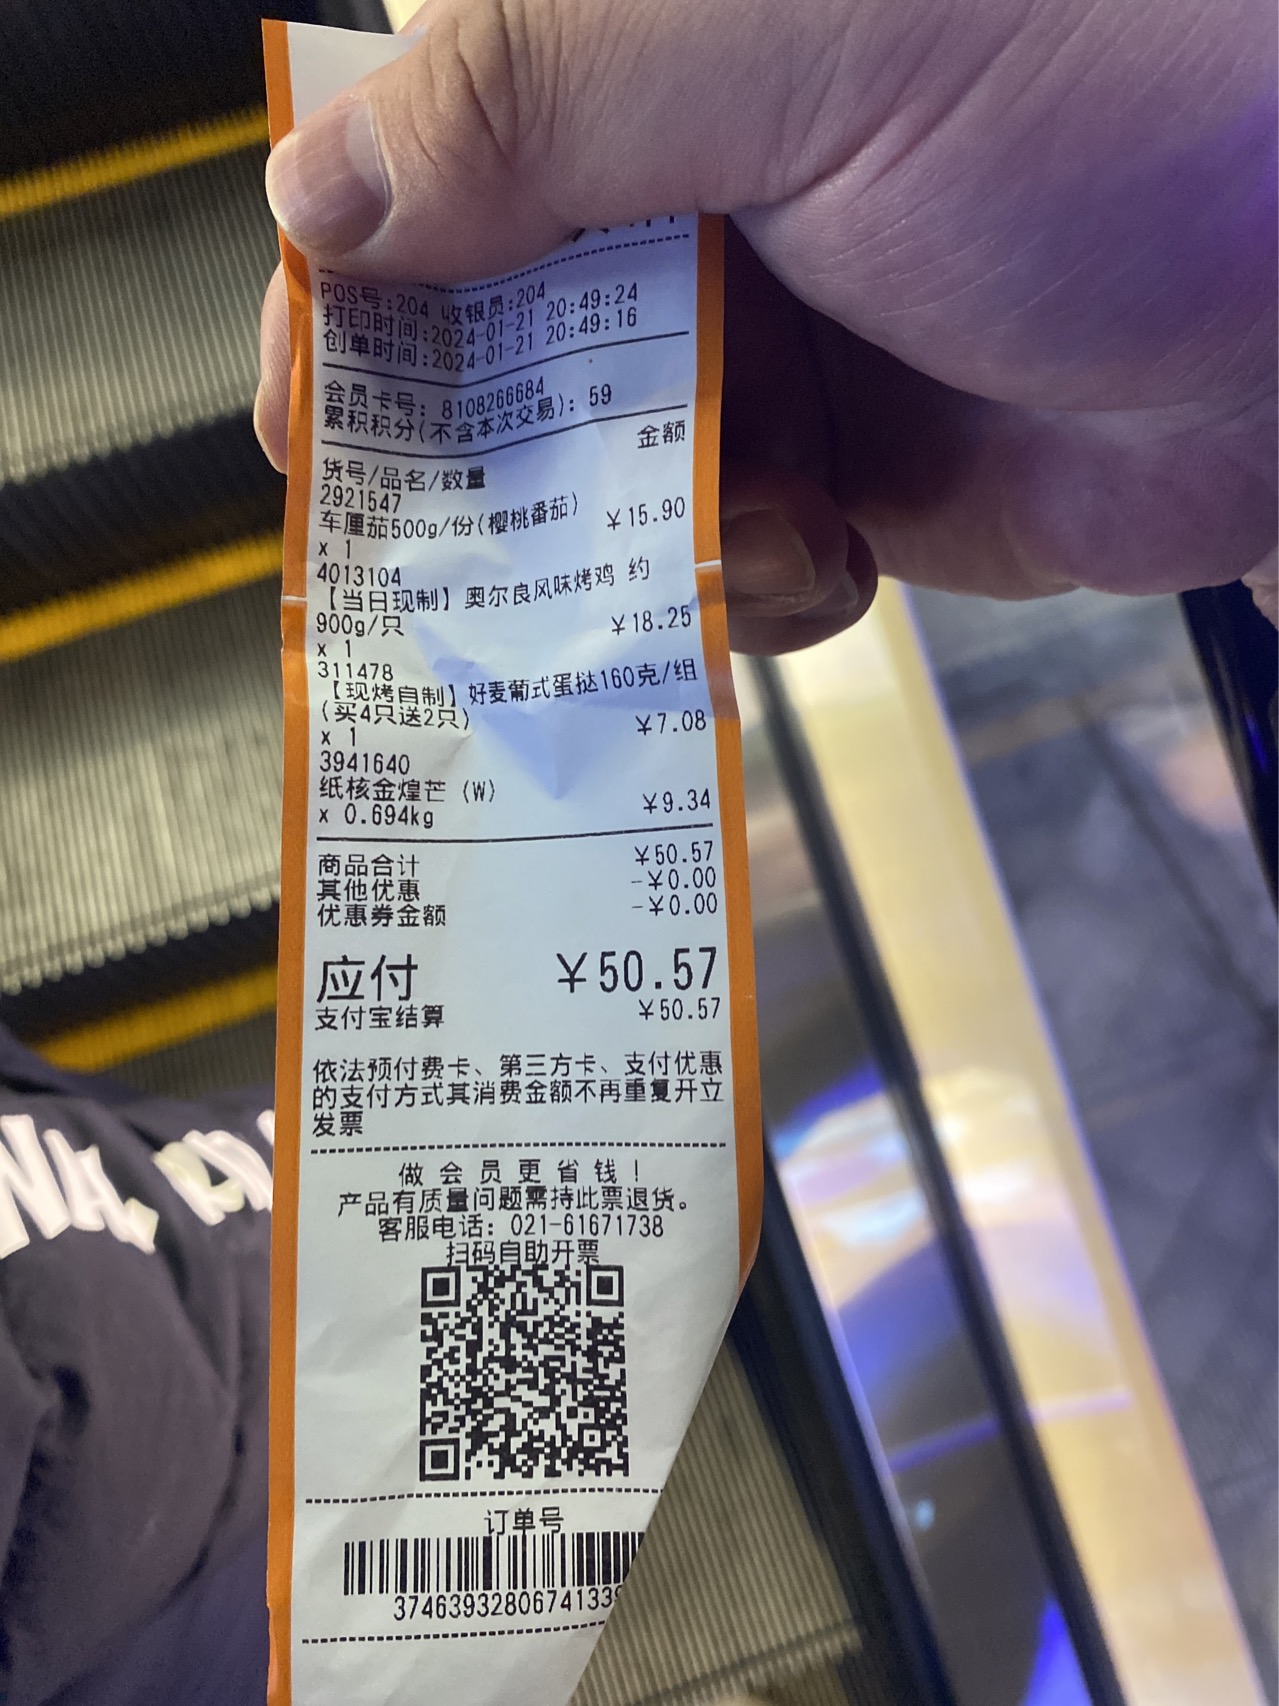 POS号:204 收银员:204
打印时间:2024-01-21 20:49:24
创单时间:2024-01-21 20:49:16
会员卡号: 8108266684
累积积分(不含本次交易): 59
金额
货号/品名/数量
2921547
车厘茄500g/份(樱桃番茄) ￥15.90
x 1
4013104
【当日现制】奥尔良风味烤鸡 约
900g/只 ￥18.25
x 1
311478
【现烤自制】好麦葡式蛋挞160克/组
(买4只送2只) ￥7.08
x 1
3941640
纸核金煌芒 (W)
x 0.694kg ￥9.34
商品合计 ￥50.57
其他优惠 -￥0.00
优惠券金额 -￥0.00
应付 ￥50.57
支付宝结算 ￥50.57
依法预付费卡、第三方卡、支付优惠
的支付方式其消费金额不再重复开立
发票
做会员更省钱!
产品有质量问题需持此票退货。
客服电话: 021-61671738
扫码自助开票
订单号
37463932806741339